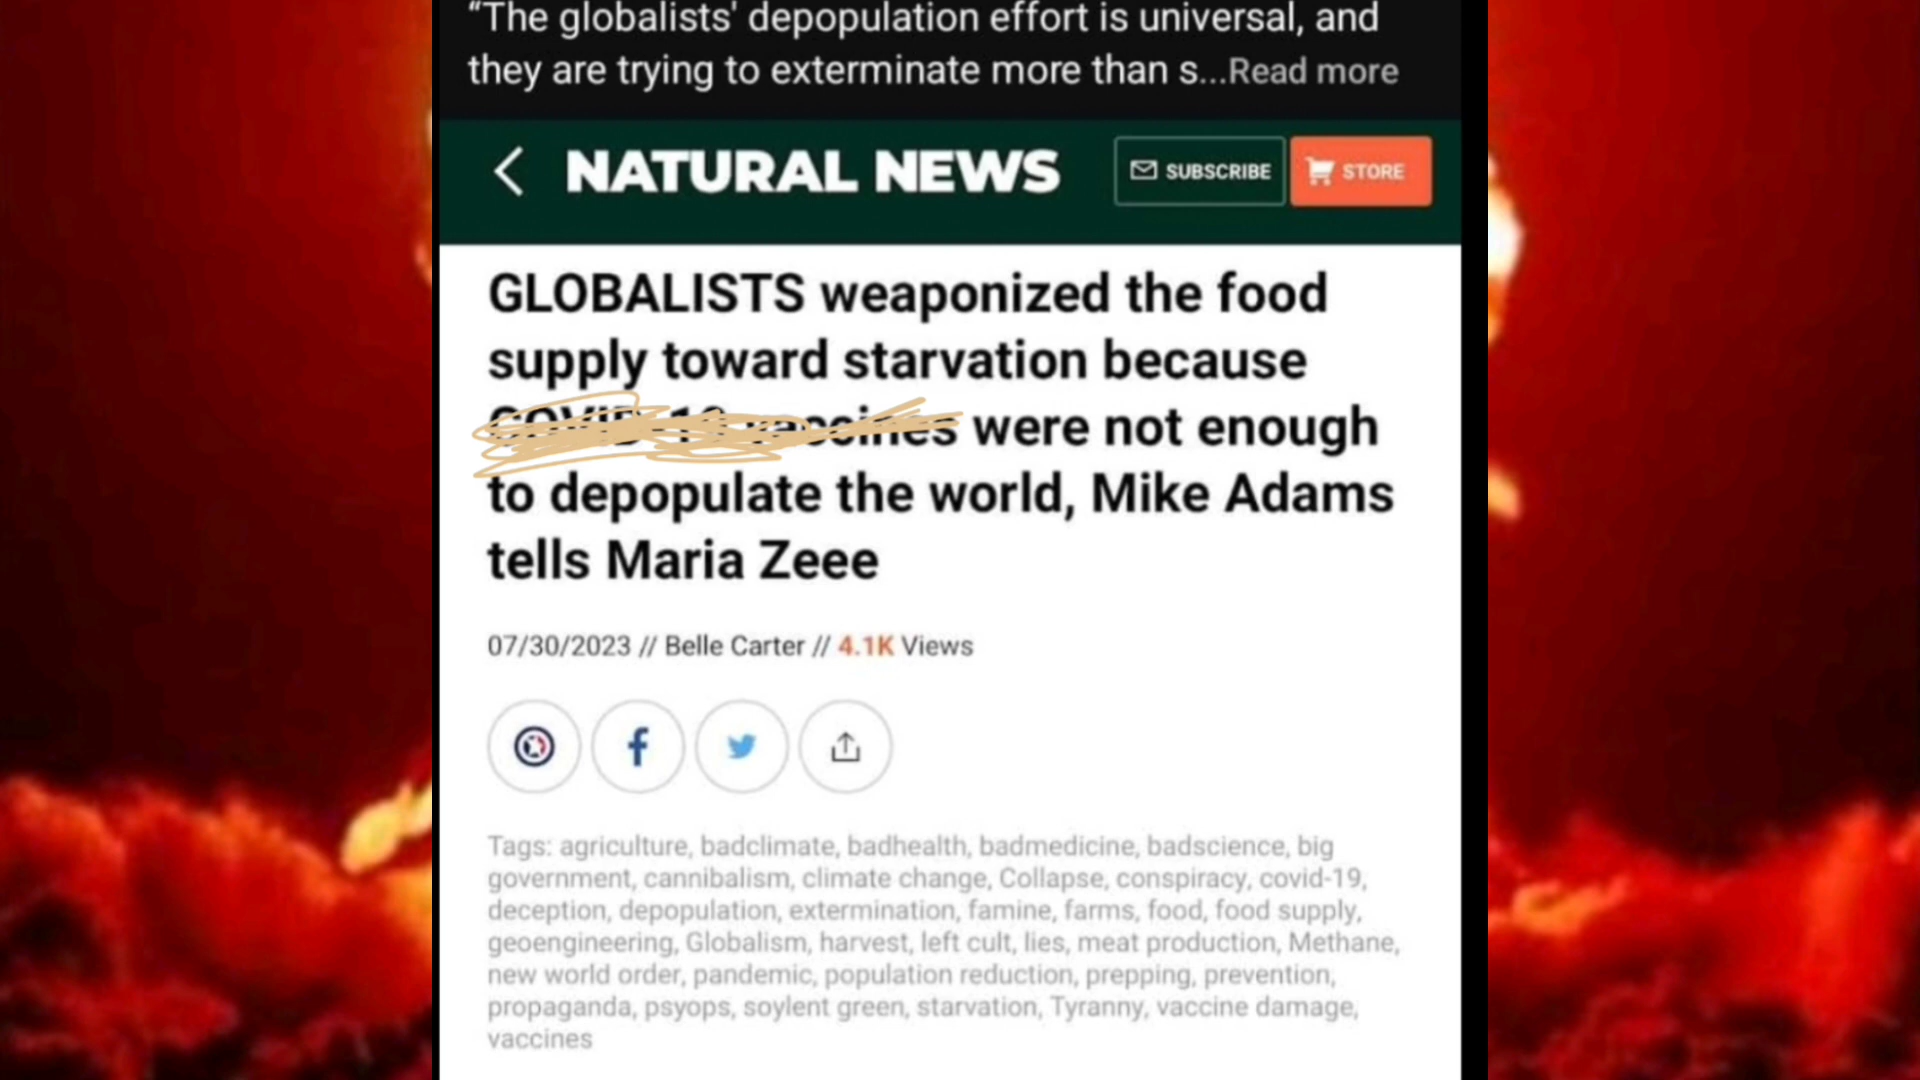 “The globalists' depopulation effort is universal, and
they are trying to exterminate more than s...Read more
NATURAL NEWS
SUBSCRIBE
STORE
GLOBALISTS weaponized the food
supply toward starvation because
COVID-19 vaccines were not enough
to depopulate the world, Mike Adams
tells Maria Zeee
07/30/2023 // Belle Carter // 4.1K Views
Tags: agriculture, badclimate, badhealth, badmedicine, badscience, big
government, cannibalism, climate change, Collapse, conspiracy, covid-19,
deception, depopulation, extermination, famine, farms, food, food supply,
geoengineering, Globalism, harvest, left cult, lies, meat production, Methane,
new world order, pandemic, population reduction, prepping, prevention,
propaganda, psyops, soylent green, starvation, Tyranny, vaccine damage,
vaccines